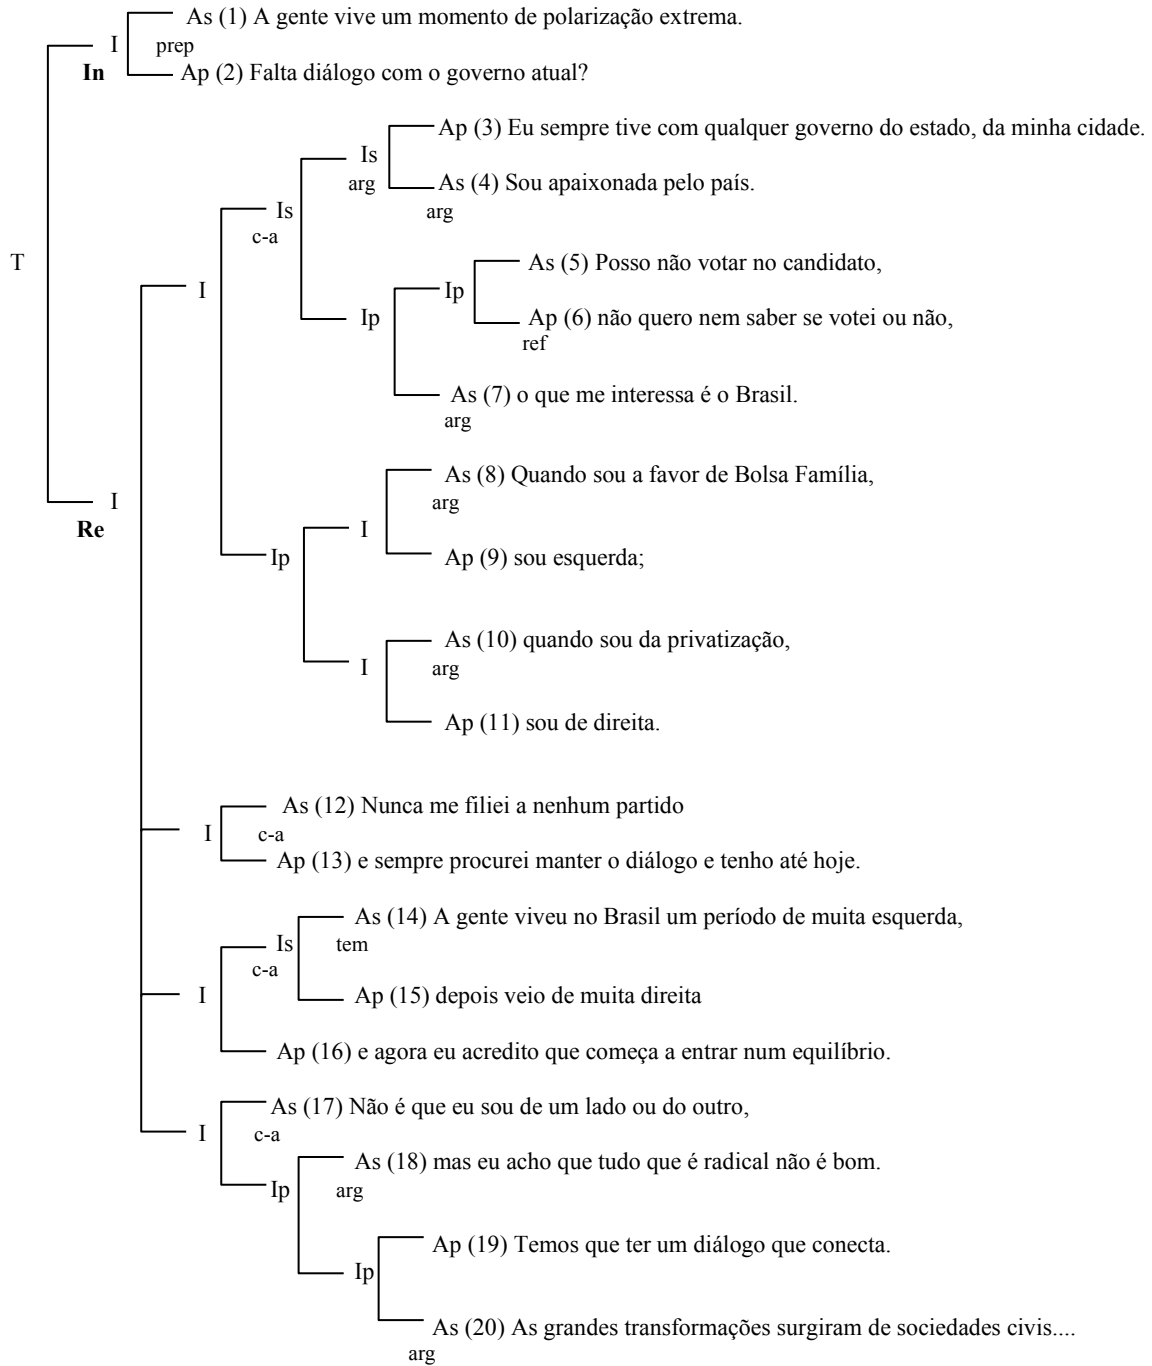 As (1) A gente vive um momento de polarização extrema.
I
prep
In
Ap (2) Falta diálogo com o governo atual?
Ap (3) Eu sempre tive com qualquer governo do estado, da minha cidade.
Is
arg
As (4) Sou apaixonada pelo país.
arg
Is
c-a
T
As (5) Posso não votar no candidato,
I
Ip
Ip
Ap (6) não quero nem saber se votei ou não,
ref
As (7) o que me interessa é o Brasil.
arg
As (8) Quando sou a favor de Bolsa Família,
arg
I
Re
I
Ip
Ap (9) sou esquerda;
As (10) quando sou da privatização,
arg
I
Ap (11) sou de direita.
As (12) Nunca me filiei a nenhum partido
I
c-a
Ap (13) e sempre procurei manter o diálogo e tenho até hoje.
As (14) A gente viveu no Brasil um período de muita esquerda,
Is
tem
c-a
I
Ap (15) depois veio de muita direita
Ap (16) e agora eu acredito que começa a entrar num equilíbrio.
As (17) Não é que eu sou de um lado ou do outro,
I
c-a
As (18) mas eu acho que tudo que é radical não é bom.
Ip
arg
Ap (19) Temos que ter um diálogo que conecta.
Ip
As (20) As grandes transformações surgiram de sociedades civis....
arg